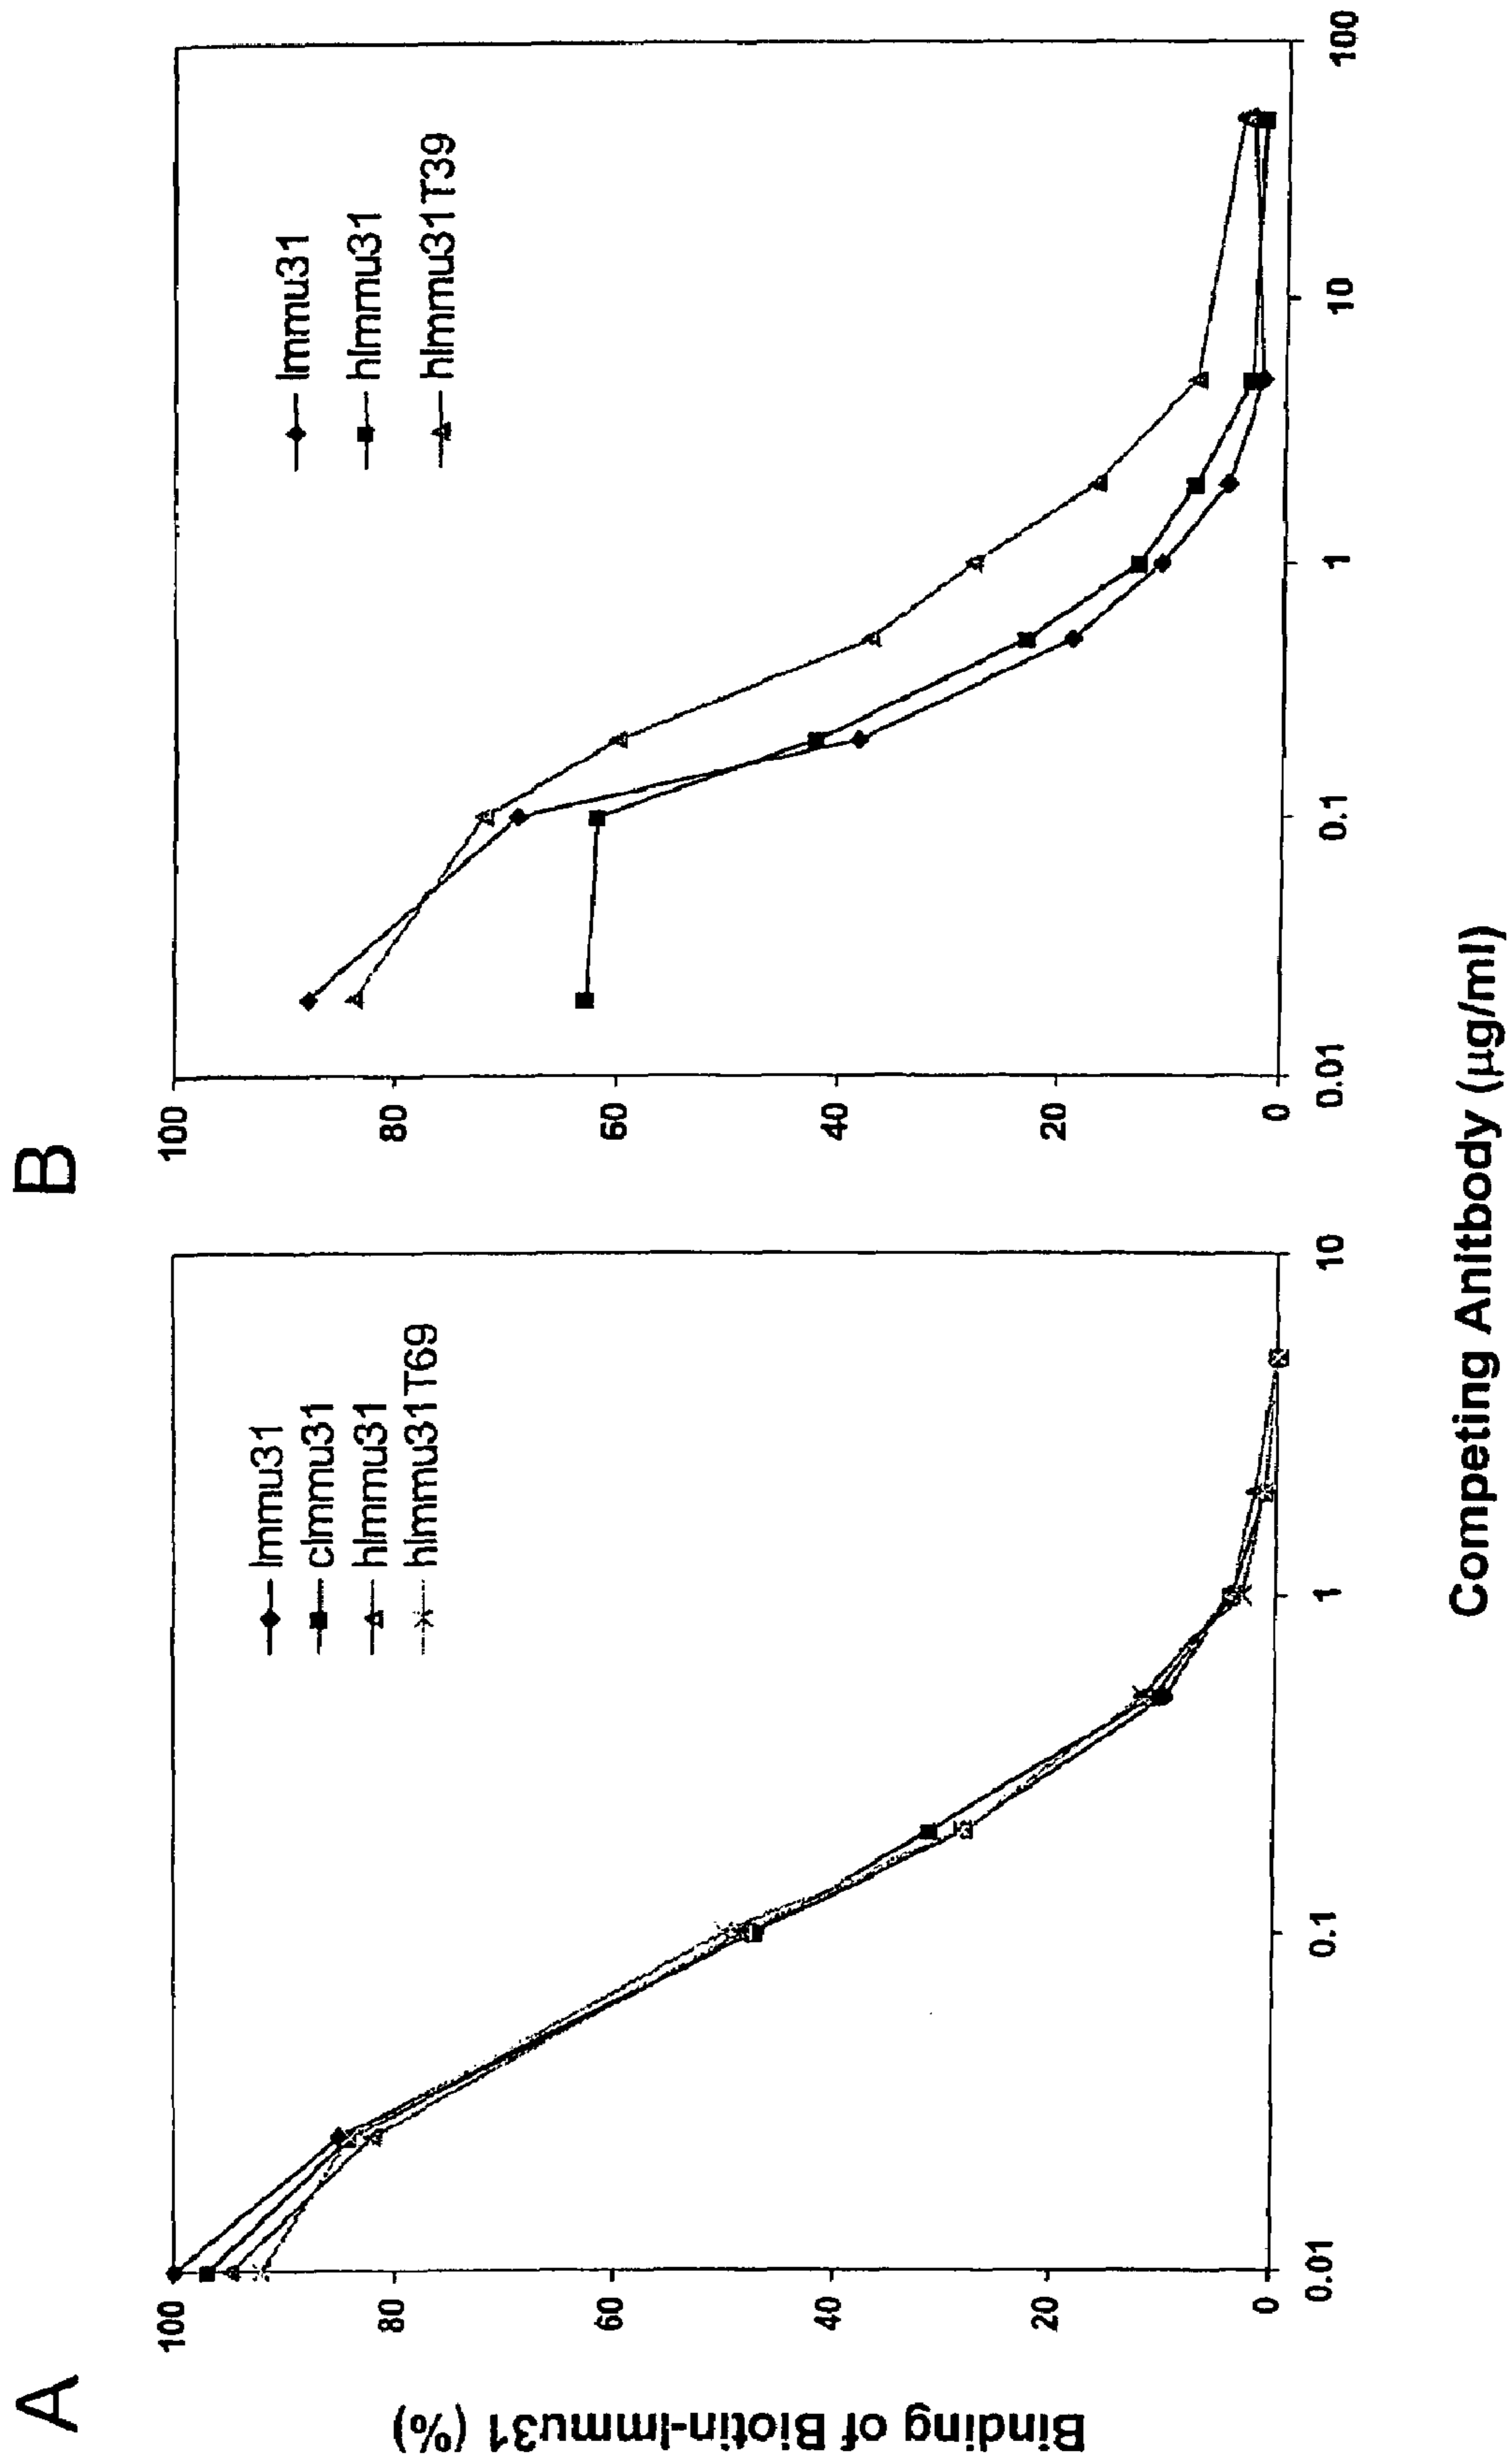 A
Binding of Biotin-Immu31 (%)
100
80
60
40
20
0
0.01
0.1
1
10
Immu31
cImmu31
hImmu31
hImmu31T69
B
100
80
60
40
20
0
0.01
0.1
1
10
100
Immu31
hImmu31
hImmu31T39
Competing Anitbody (µg/ml)